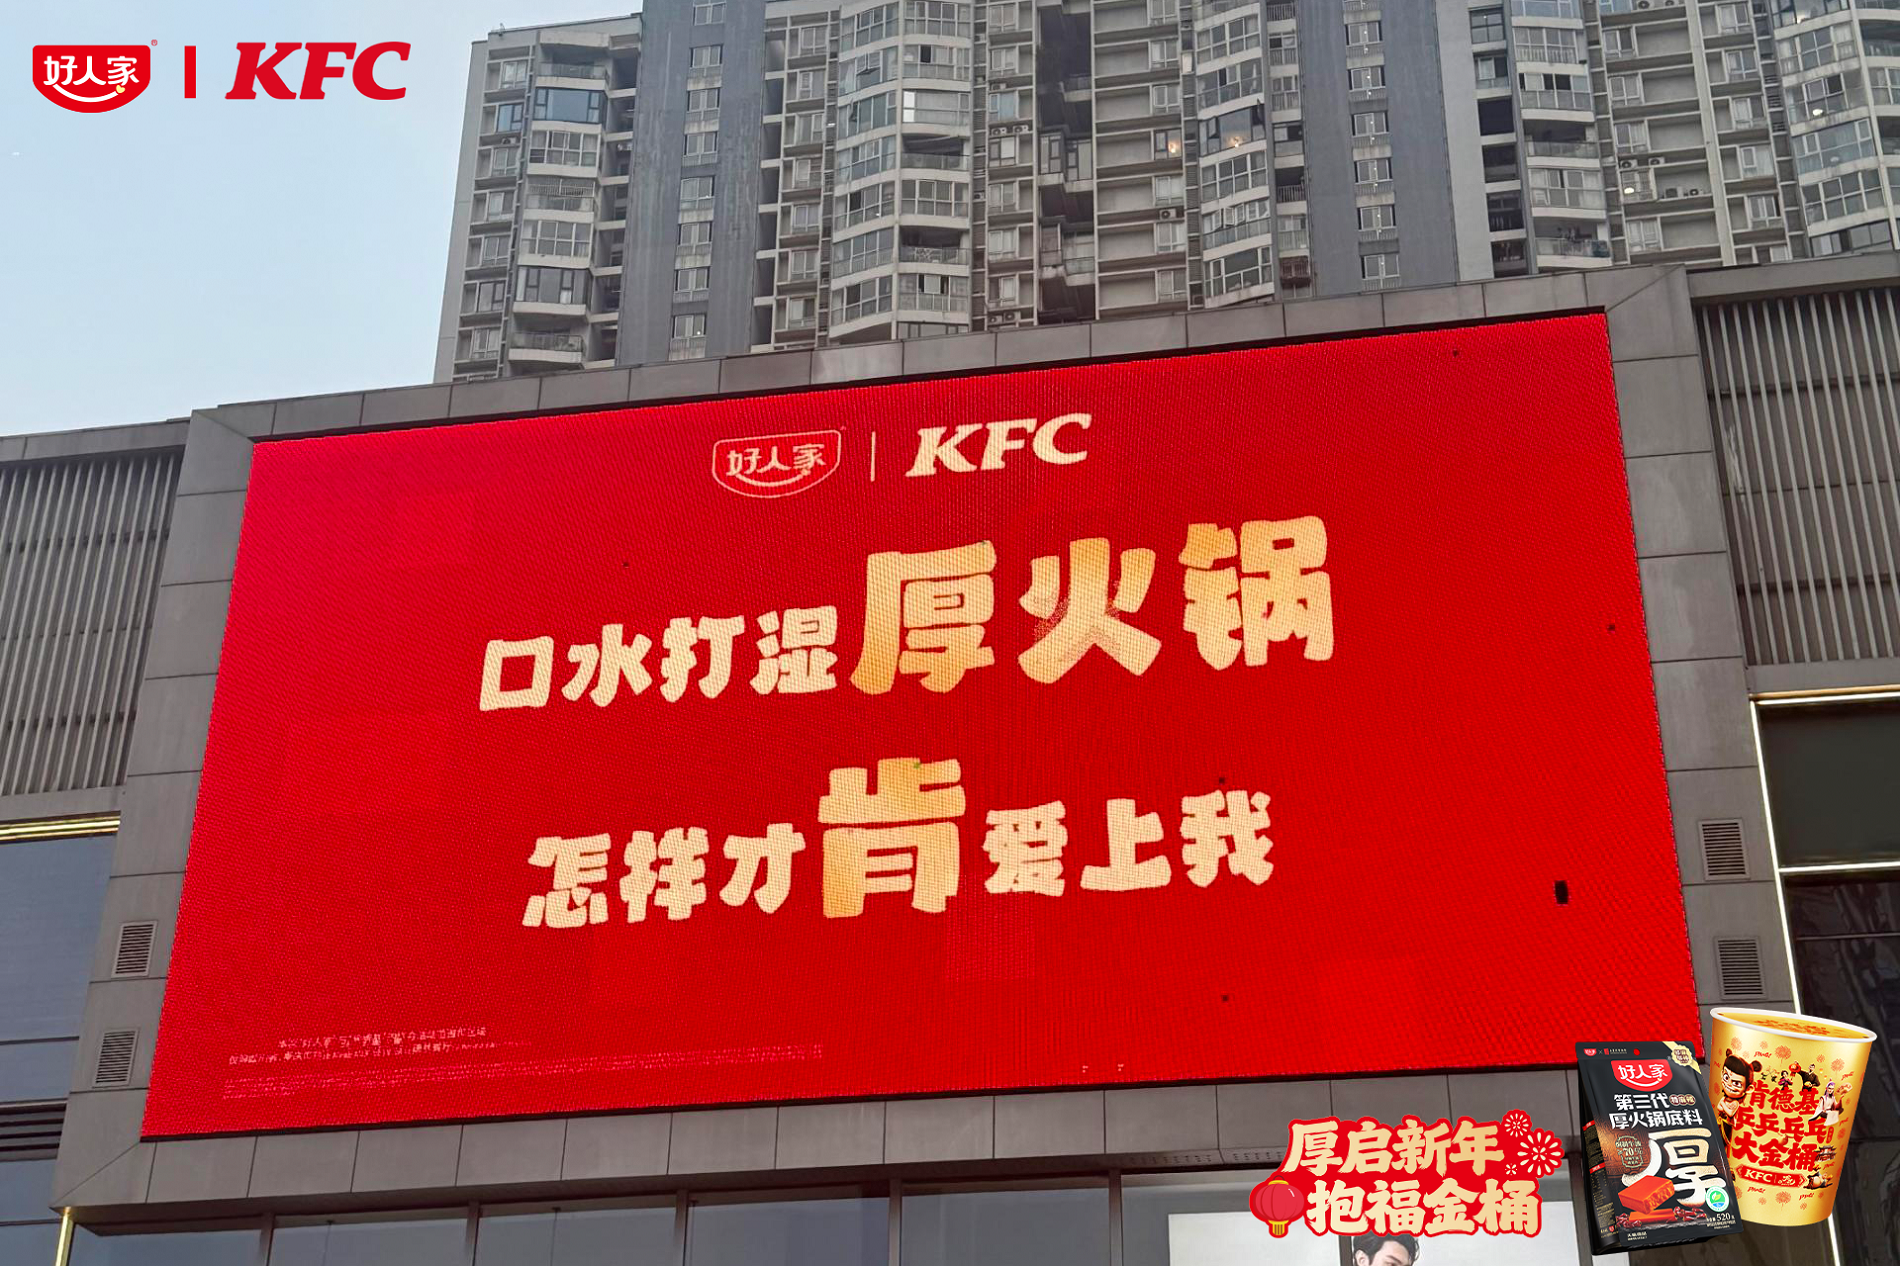 好人家 | KFC
好人家 | KFC
口水打湿厚火锅
怎样才肯爱上我
厚启新年
抱福金桶
好人家
第三代
厚火锅底料
厚
520
肯德基
乒乒乓乓
大金桶
KFC